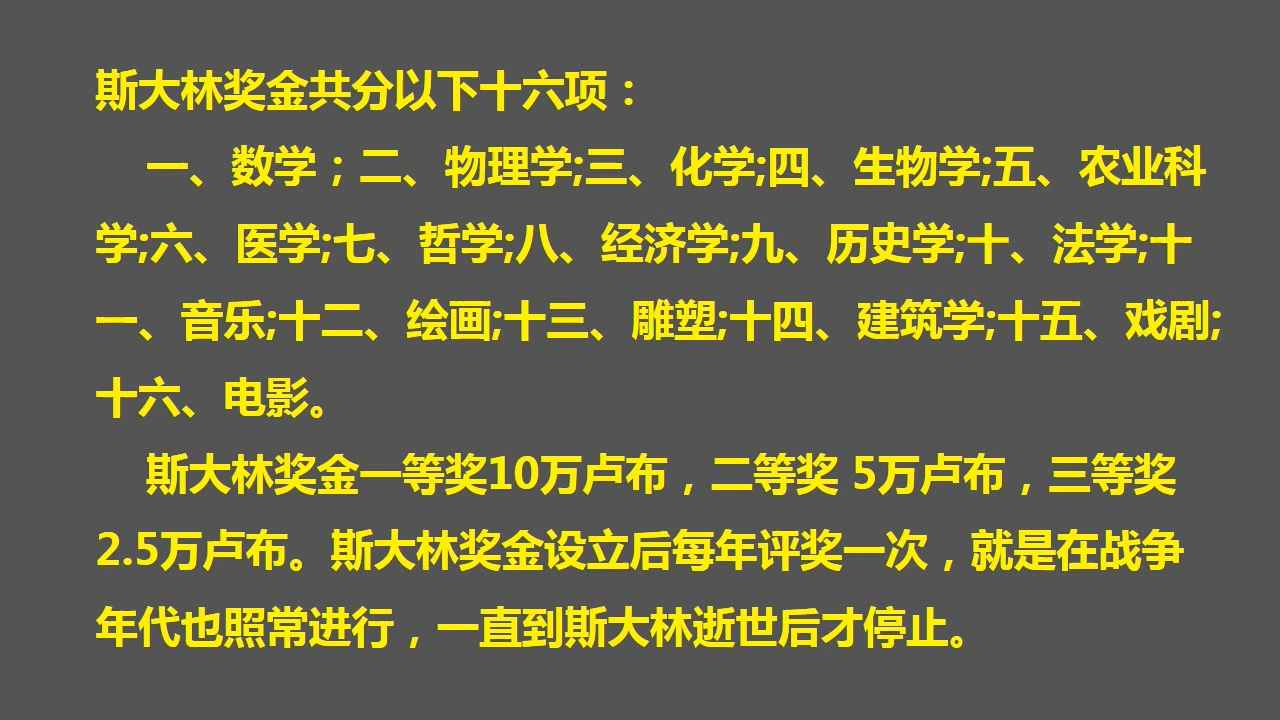 斯大林奖金共分以下十六项：
一、数学；二、物理学;三、化学;四、生物学;五、农业科
学;六、医学;七、哲学;八、经济学;九、历史学;十、法学;十
一、音乐;十二、绘画;十三、雕塑;十四、建筑学;十五、戏剧;
十六、电影。
斯大林奖金一等奖10万卢布，二等奖 5万卢布，三等奖
2.5万卢布。斯大林奖金设立后每年评奖一次，就是在战争
年代也照常进行，一直到斯大林逝世后才停止。